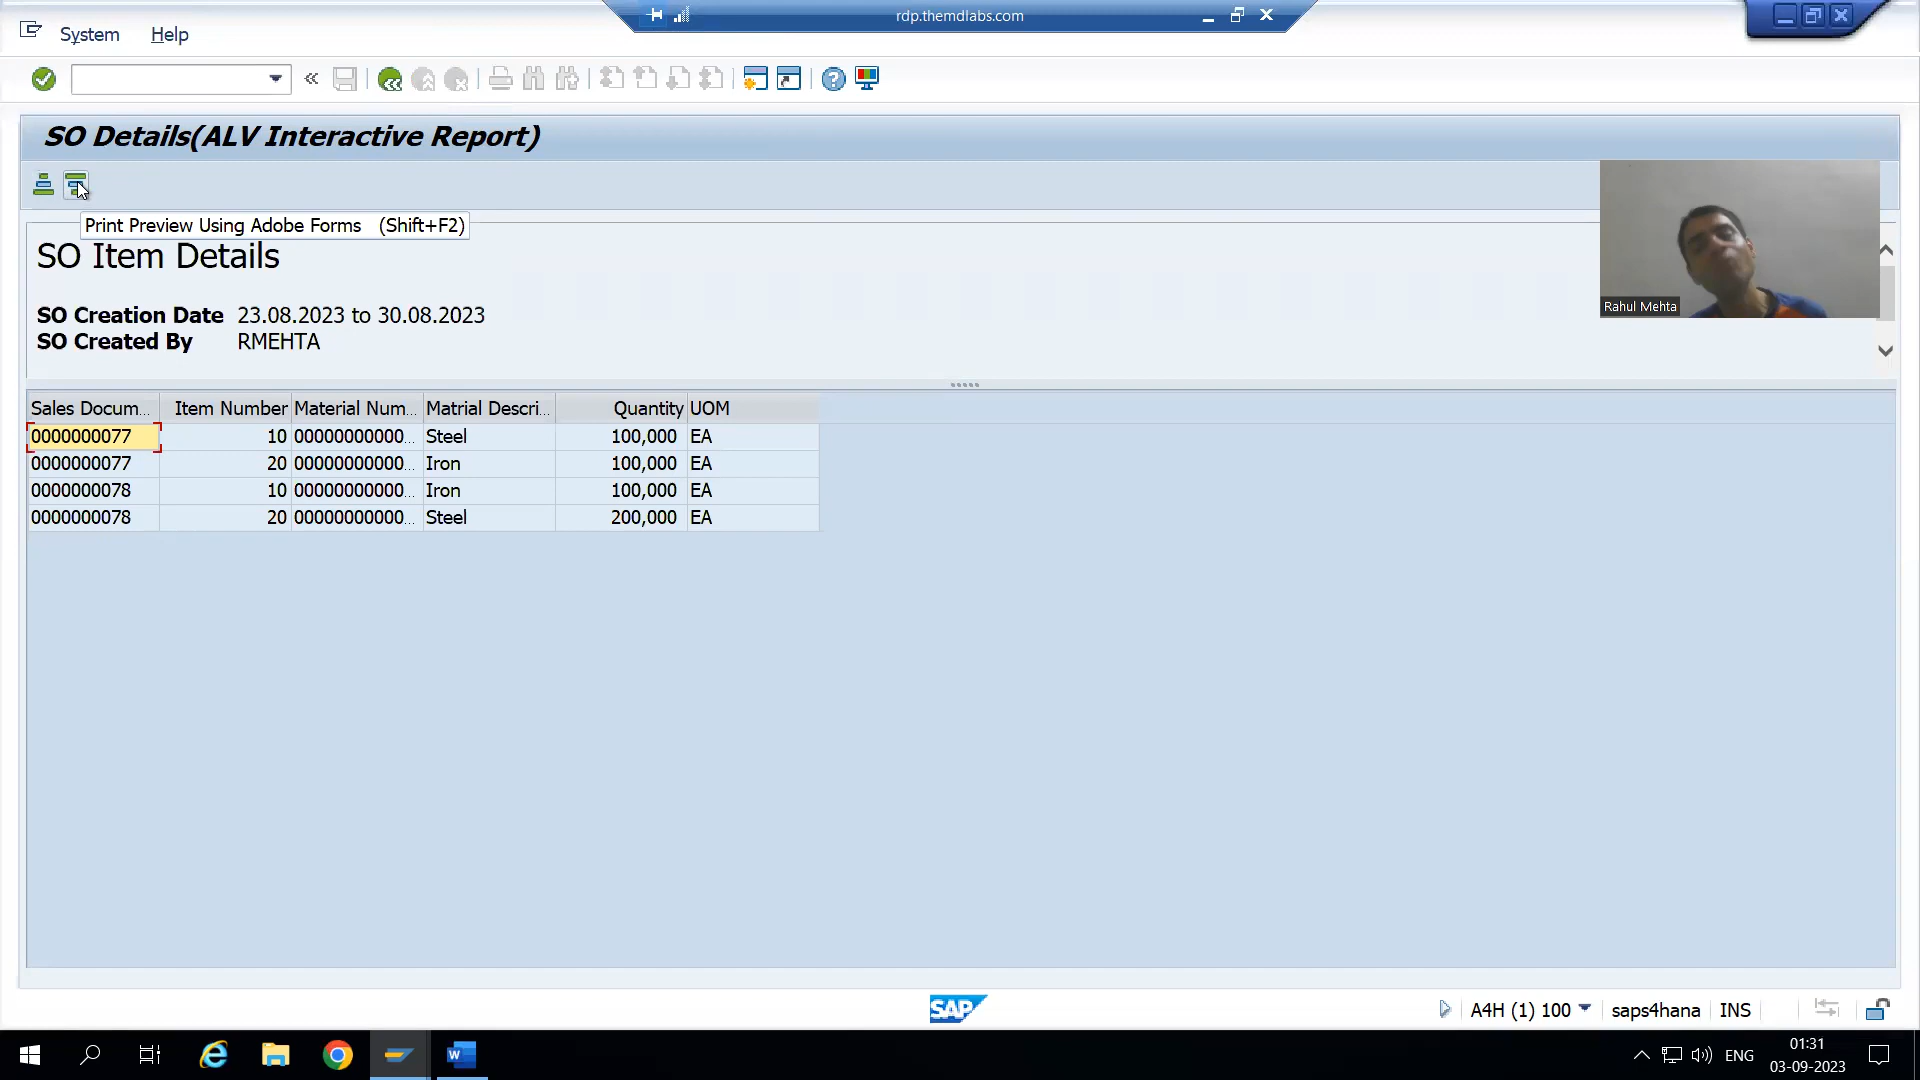 rdp.themdlabs.com
System Help
SO Details(ALV Interactive Report)
Print Preview Using Adobe Forms (Shift+F2)
SO Item Details
SO Creation Date 23.08.2023 to 30.08.2023
SO Created By RMEHTA
Rahul Mehta
Sales Docum... Item Number Material Num... Matrial Descri... Quantity UOM
0000000077 10 00000000000... Steel 100,000 EA
0000000077 20 00000000000... Iron 100,000 EA
0000000078 10 00000000000... Iron 100,000 EA
0000000078 20 00000000000... Steel 200,000 EA
SAP A4H (1) 100 saps4hana INS
ENG 01:31
03-09-2023